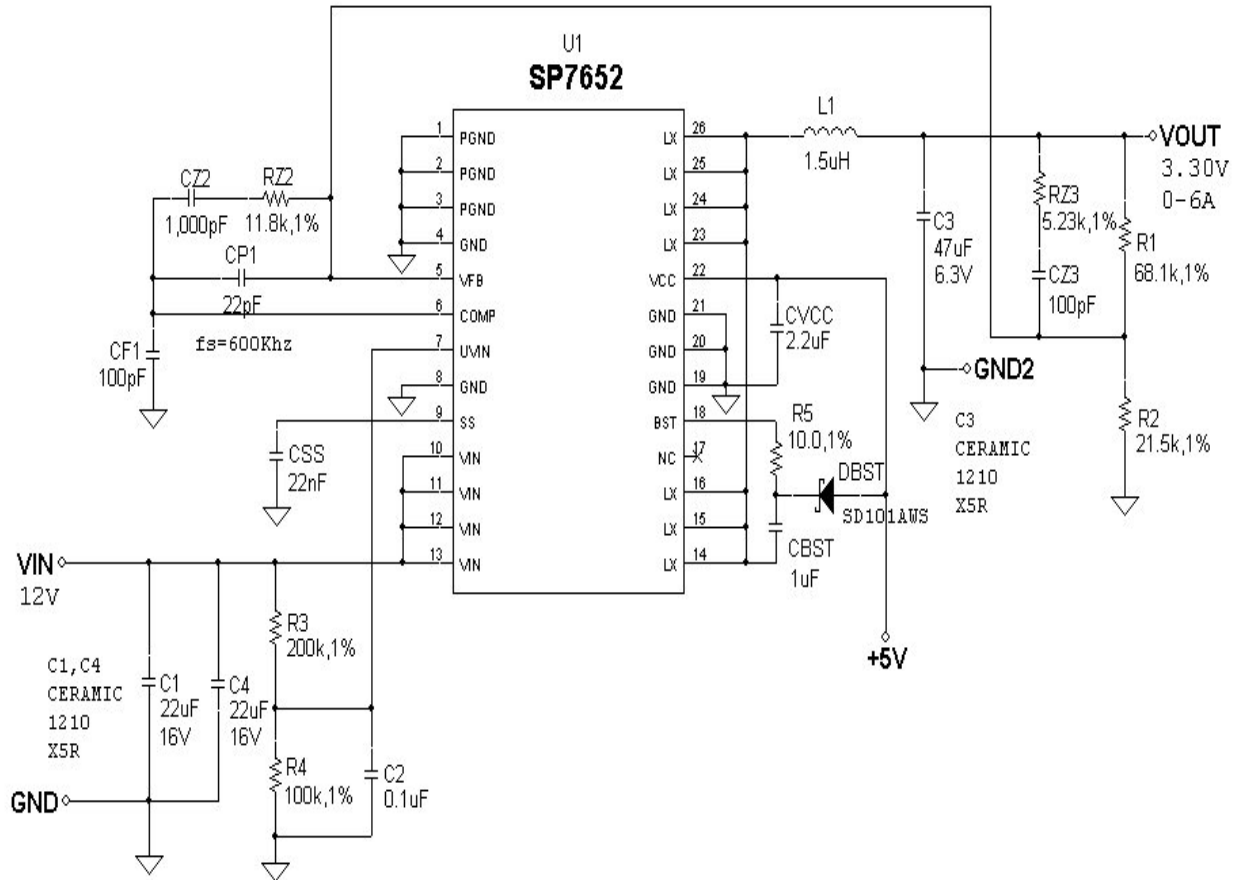 U1
SP7652
1 PGND
2 PGND
3 PGND
4 GND
5 VFB
6 COMP
7 UVIN
8 GND
9 SS
10 VIN
11 VIN
12 VIN
13 VIN
LX 26
LX 25
LX 24
LX 23
VCC 22
GND 21
GND 20
GND 19
BST 18
NC 17
LX 16
LX 15
LX 14
CZ2
1,000pF
RZ2
11.8k,1%
CP1
22pF
fs=600Khz
CF1
100pF
CSS
22nF
VIN
12V
C1,C4
CERAMIC
1210
X5R
C1
22uF
16V
C4
22uF
16V
R3
200k,1%
R4
100k,1%
C2
0.1uF
GND
L1
1.5uH
VOUT
3.30V
0-6A
C3
47uF
6.3V
RZ3
5.23k,1%
CZ3
100pF
R1
68.1k,1%
CVCC
2.2uF
GND2
C3
CERAMIC
1210
X5R
R2
21.5k,1%
R5
10.0,1%
DBST
SD101AWS
CBST
1uF
+5V